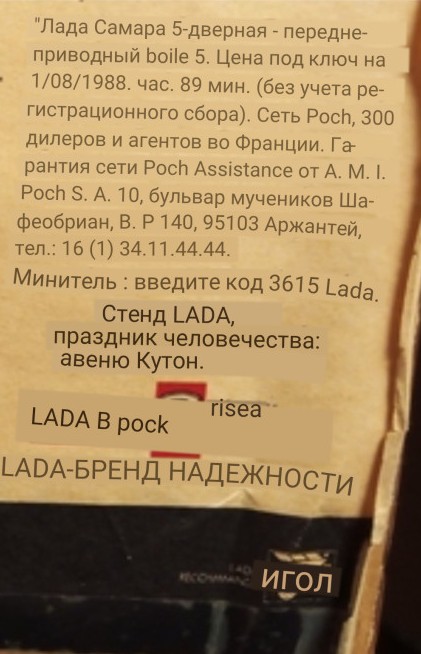 "Лада Самара 5-дверная - передне-
приводный boile 5. Цена под ключ на
1/08/1988. час. 89 мин. (без учета ре-
гистрационного сбора). Сеть Poch, 300
дилеров и агентов во Франции. Га-
рантия сети Poch Assistance от A. M. I.
Poch S. A. 10, бульвар мучеников Ша-
феобриан, B. P 140, 95103 Аржантей,
тел.: 16 (1) 34.11.44.44.
Минитель : введите код 3615 Lada.
Стенд LADA,
праздник человечества:
авеню Кутон.
risea
LADA B pock
LADA-БРЕНД НАДЕЖНОСТИ
ИГОЛ